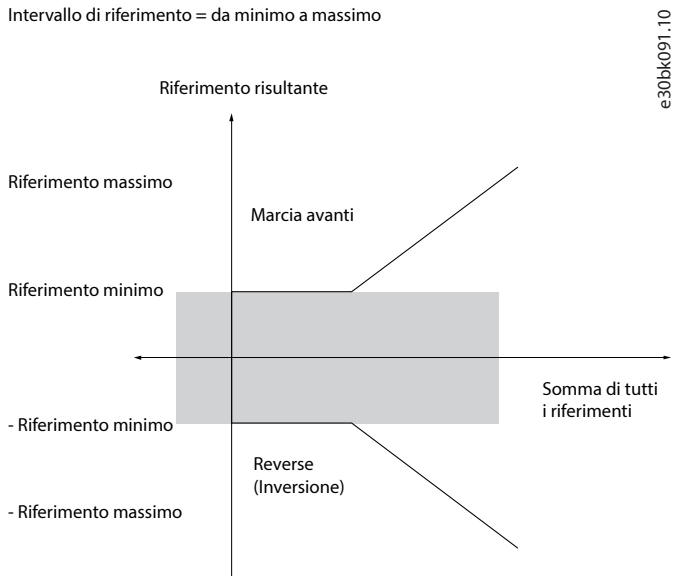 Intervallo di riferimento = da minimo a massimo
e30bk091.10
Riferimento risultante
Riferimento massimo
Marcia avanti
Riferimento minimo
Somma di tutti
i riferimenti
- Riferimento minimo
Reverse
(Inversione)
- Riferimento massimo